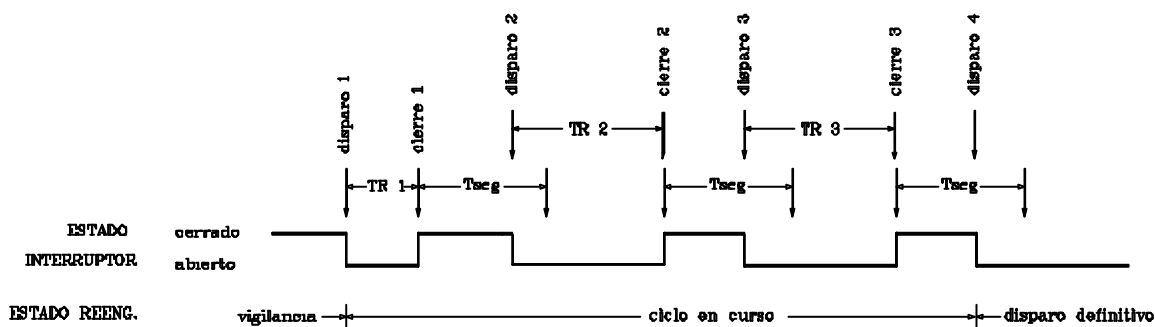 disparo 1
cierre 1
disparo 2
cierre 2
disparo 3
cierre 3
disparo 4
TR 2
TR 3
TR 1
Tseg
Tseg
Tseg
ESTADO cerrado
INTERRUPTOR abierto
ESTADO REENG. vigilancia ciclo en curso disparo definitivo